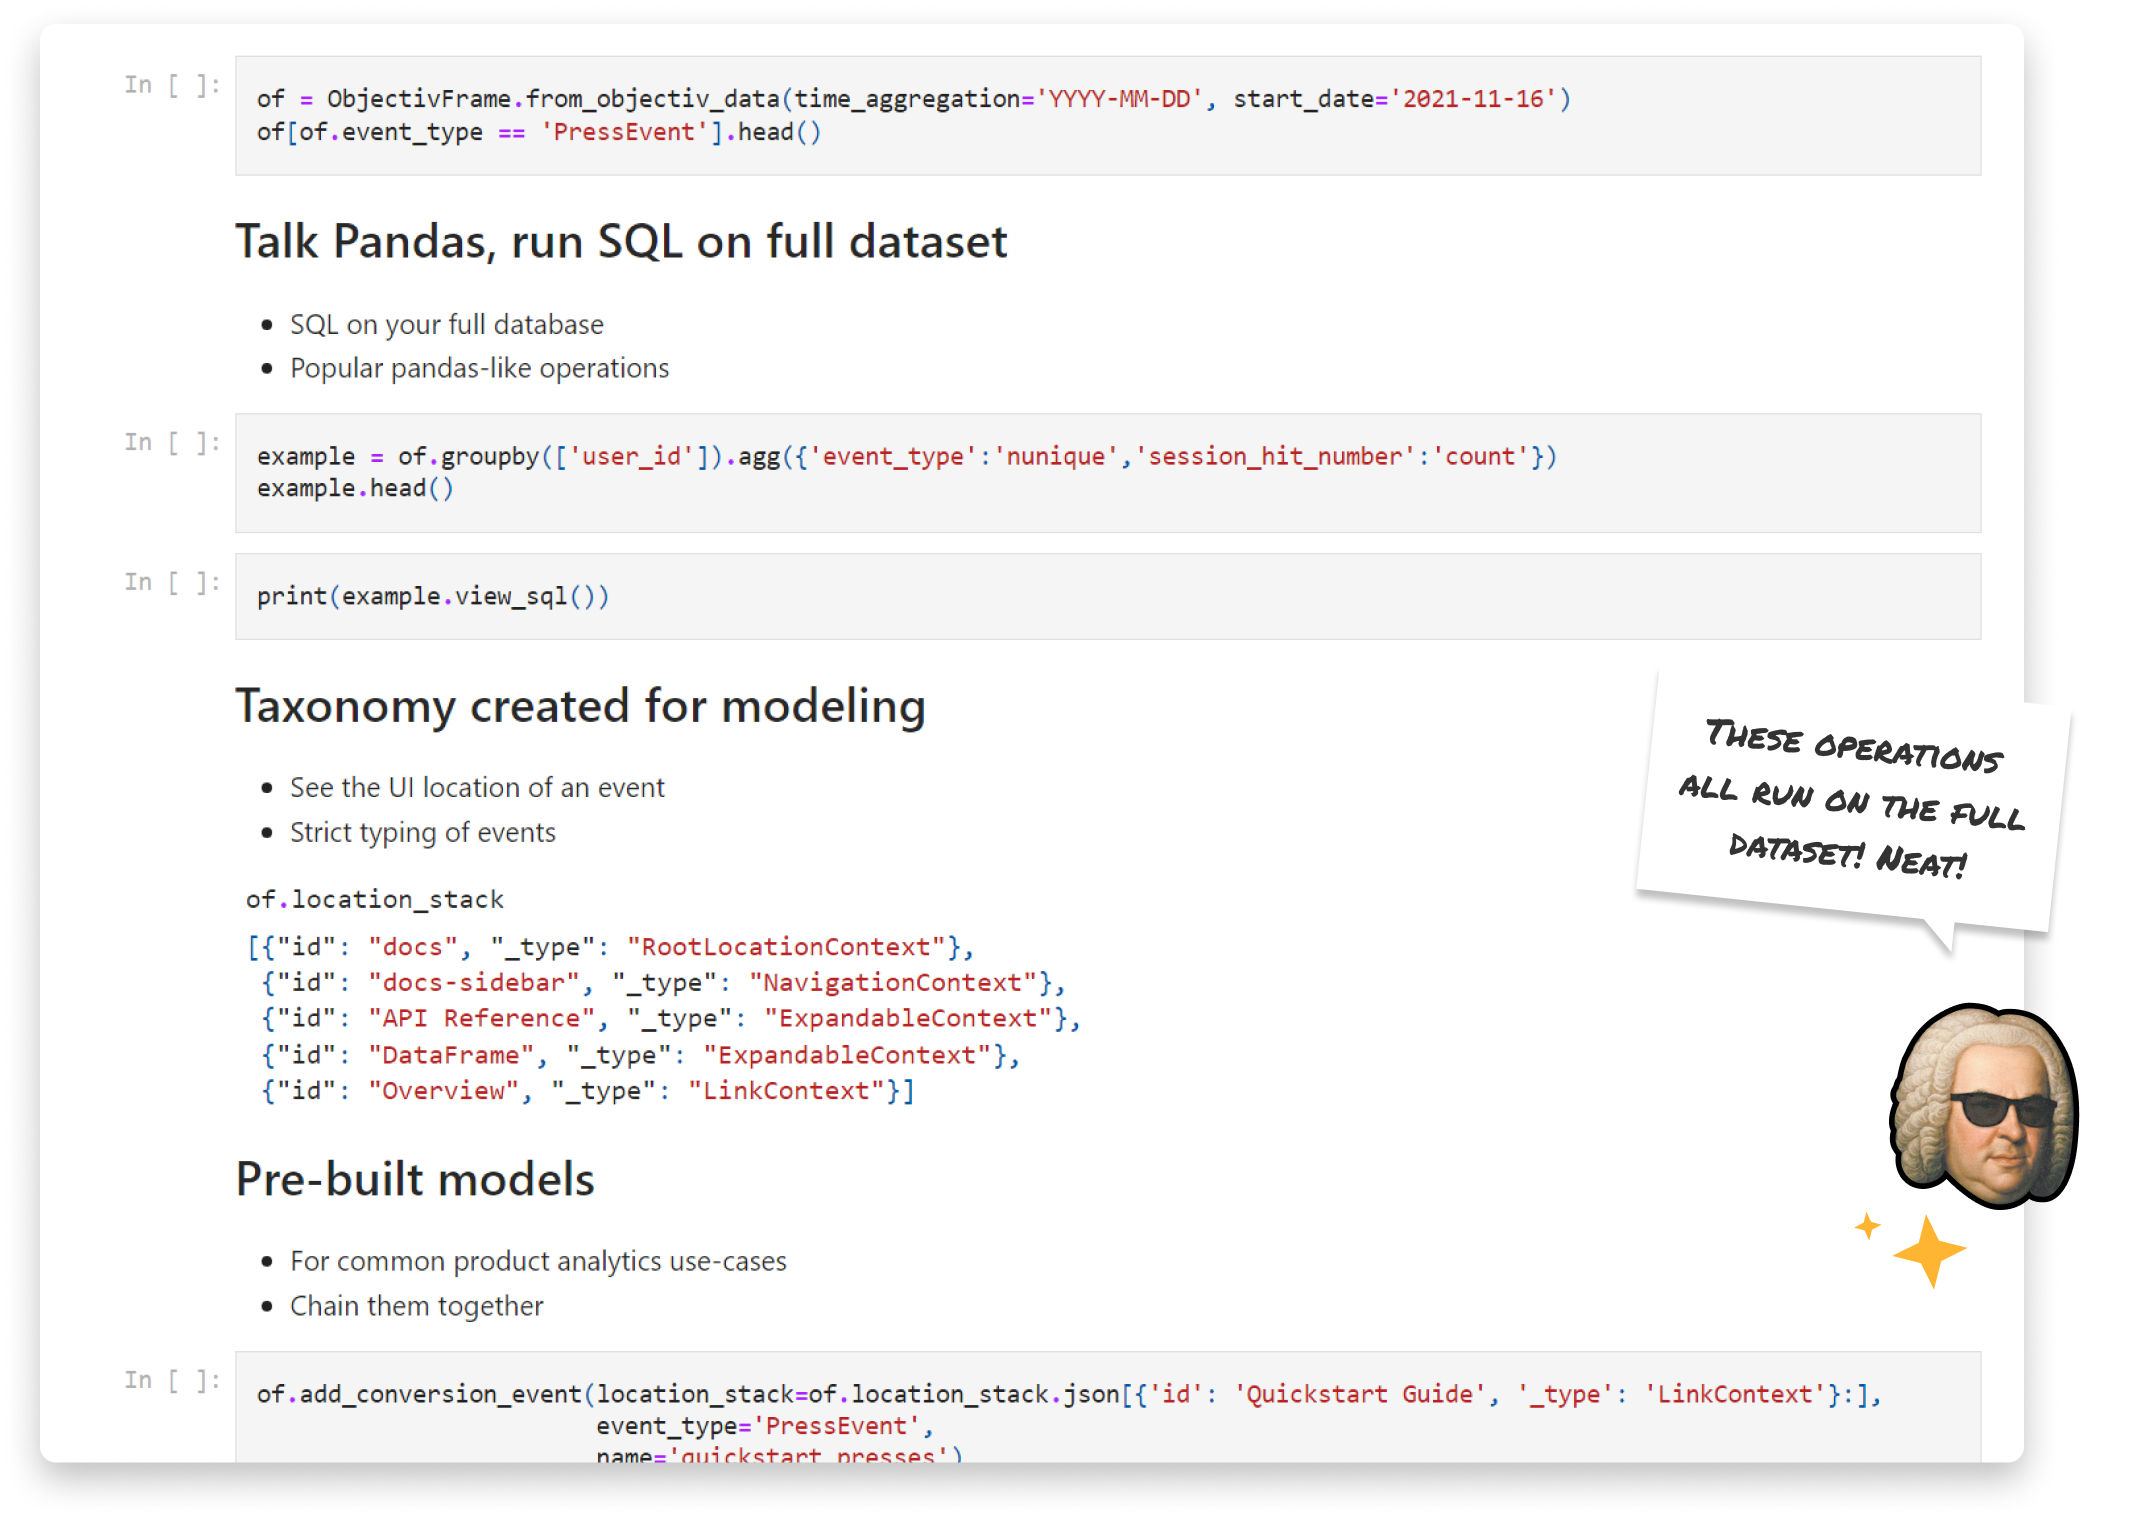 In [ ]:
of = ObjectivFrame.from_objectiv_data(time_aggregation='YYYY-MM-DD', start_date='2021-11-16')
of[of.event_type == 'PressEvent'].head()
Talk Pandas, run SQL on full dataset
• SQL on your full database
• Popular pandas-like operations
In [ ]:
example = of.groupby(['user_id']).agg({'event_type':'nunique','session_hit_number':'count'})
example.head()
In [ ]:
print(example.view_sql())
Taxonomy created for modeling
• See the UI location of an event
• Strict typing of events
of.location_stack
[{"id": "docs", "_type": "RootLocationContext"},
{"id": "docs-sidebar", "_type": "NavigationContext"},
{"id": "API Reference", "_type": "ExpandableContext"},
{"id": "DataFrame", "_type": "ExpandableContext"},
{"id": "Overview", "_type": "LinkContext"}]
THESE OPERATIONS
ALL RUN ON THE FULL
DATASET! NEAT!
Pre-built models
• For common product analytics use-cases
• Chain them together
In [ ]:
of.add_conversion_event(location_stack=of.location_stack.json[{'id': 'Quickstart Guide', '_type': 'LinkContext'}:],
event_type='PressEvent',
name='quickstart_presses')